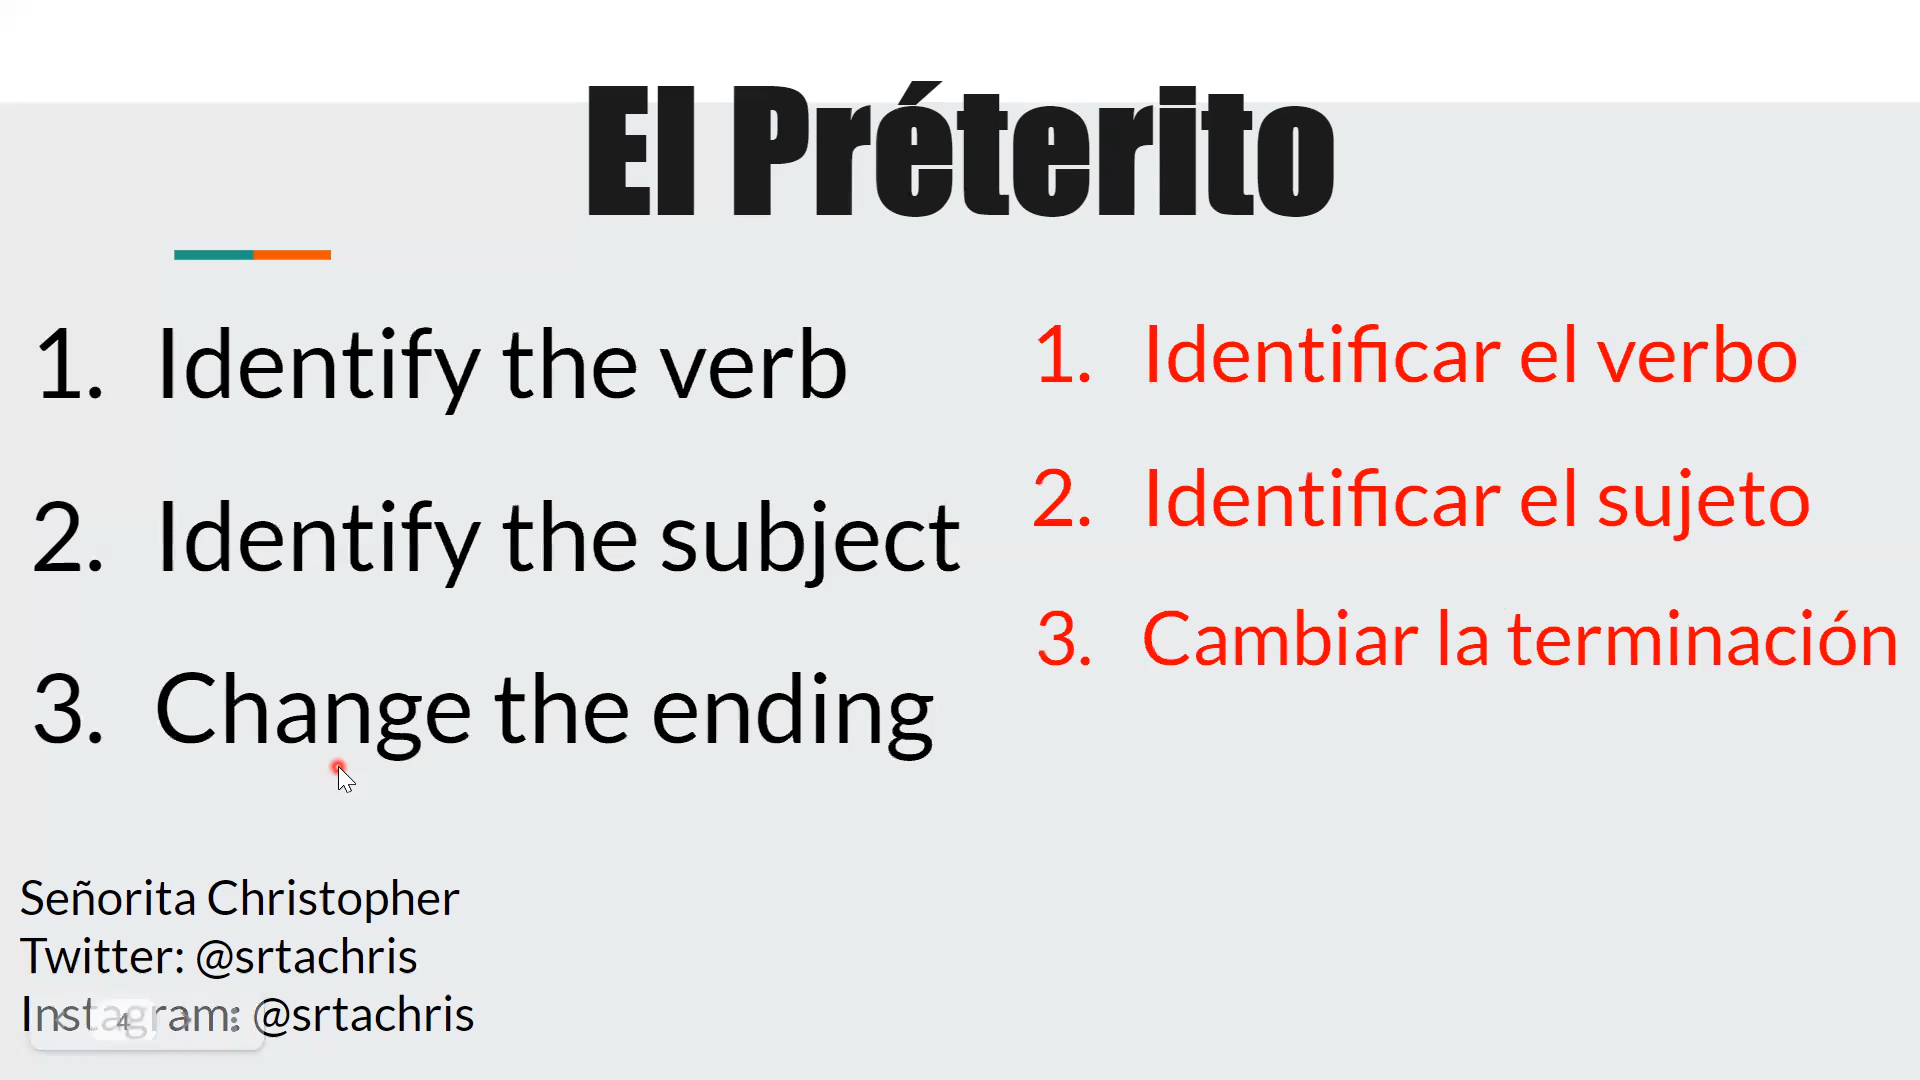 El Préterito
1. Identify the verb
2. Identify the subject
3. Change the ending
1. Identificar el verbo
2. Identificar el sujeto
3. Cambiar la terminación
Señorita Christopher
Twitter: @srtachris
Instagram: @srtachris
4